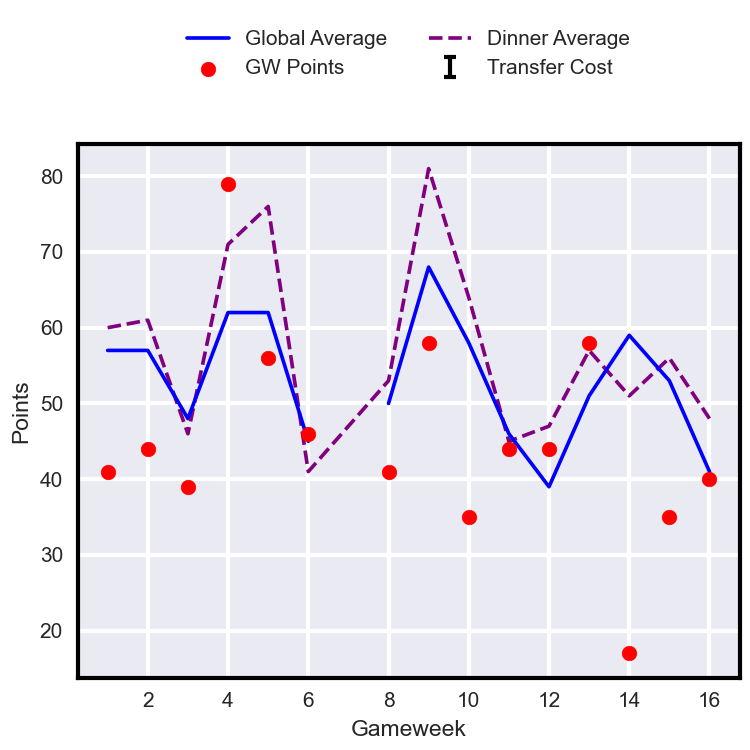 Global Average
Dinner Average
GW Points
Transfer Cost
80
70
60
50
40
30
20
Points
2 4 6 8 10 12 14 16
Gameweek